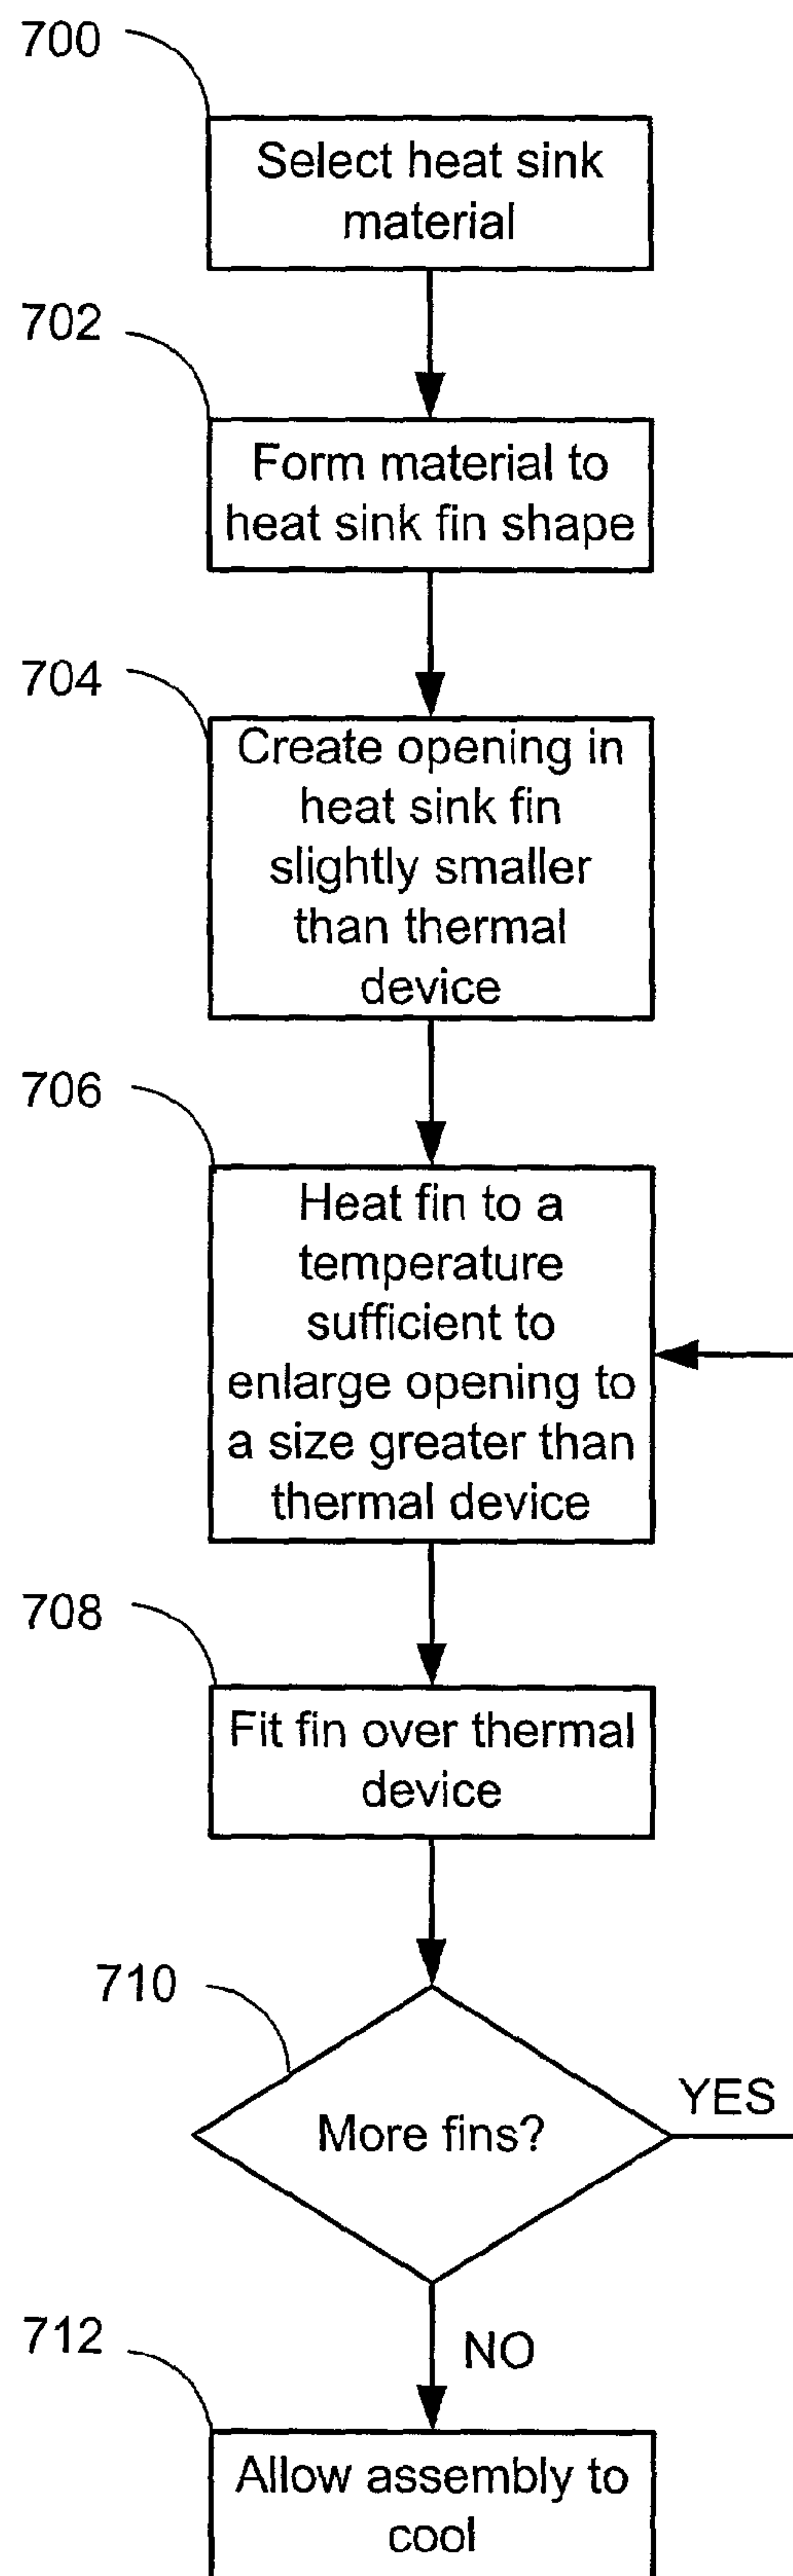 700
Select heat sink
material
702
Form material to
heat sink fin shape
704
Create opening in
heat sink fin
slightly smaller
than thermal
device
706
Heat fin to a
temperature
sufficient to
enlarge opening to
a size greater than
thermal device
708
Fit fin over thermal
device
710
More fins?
YES
NO
712
Allow assembly to
cool